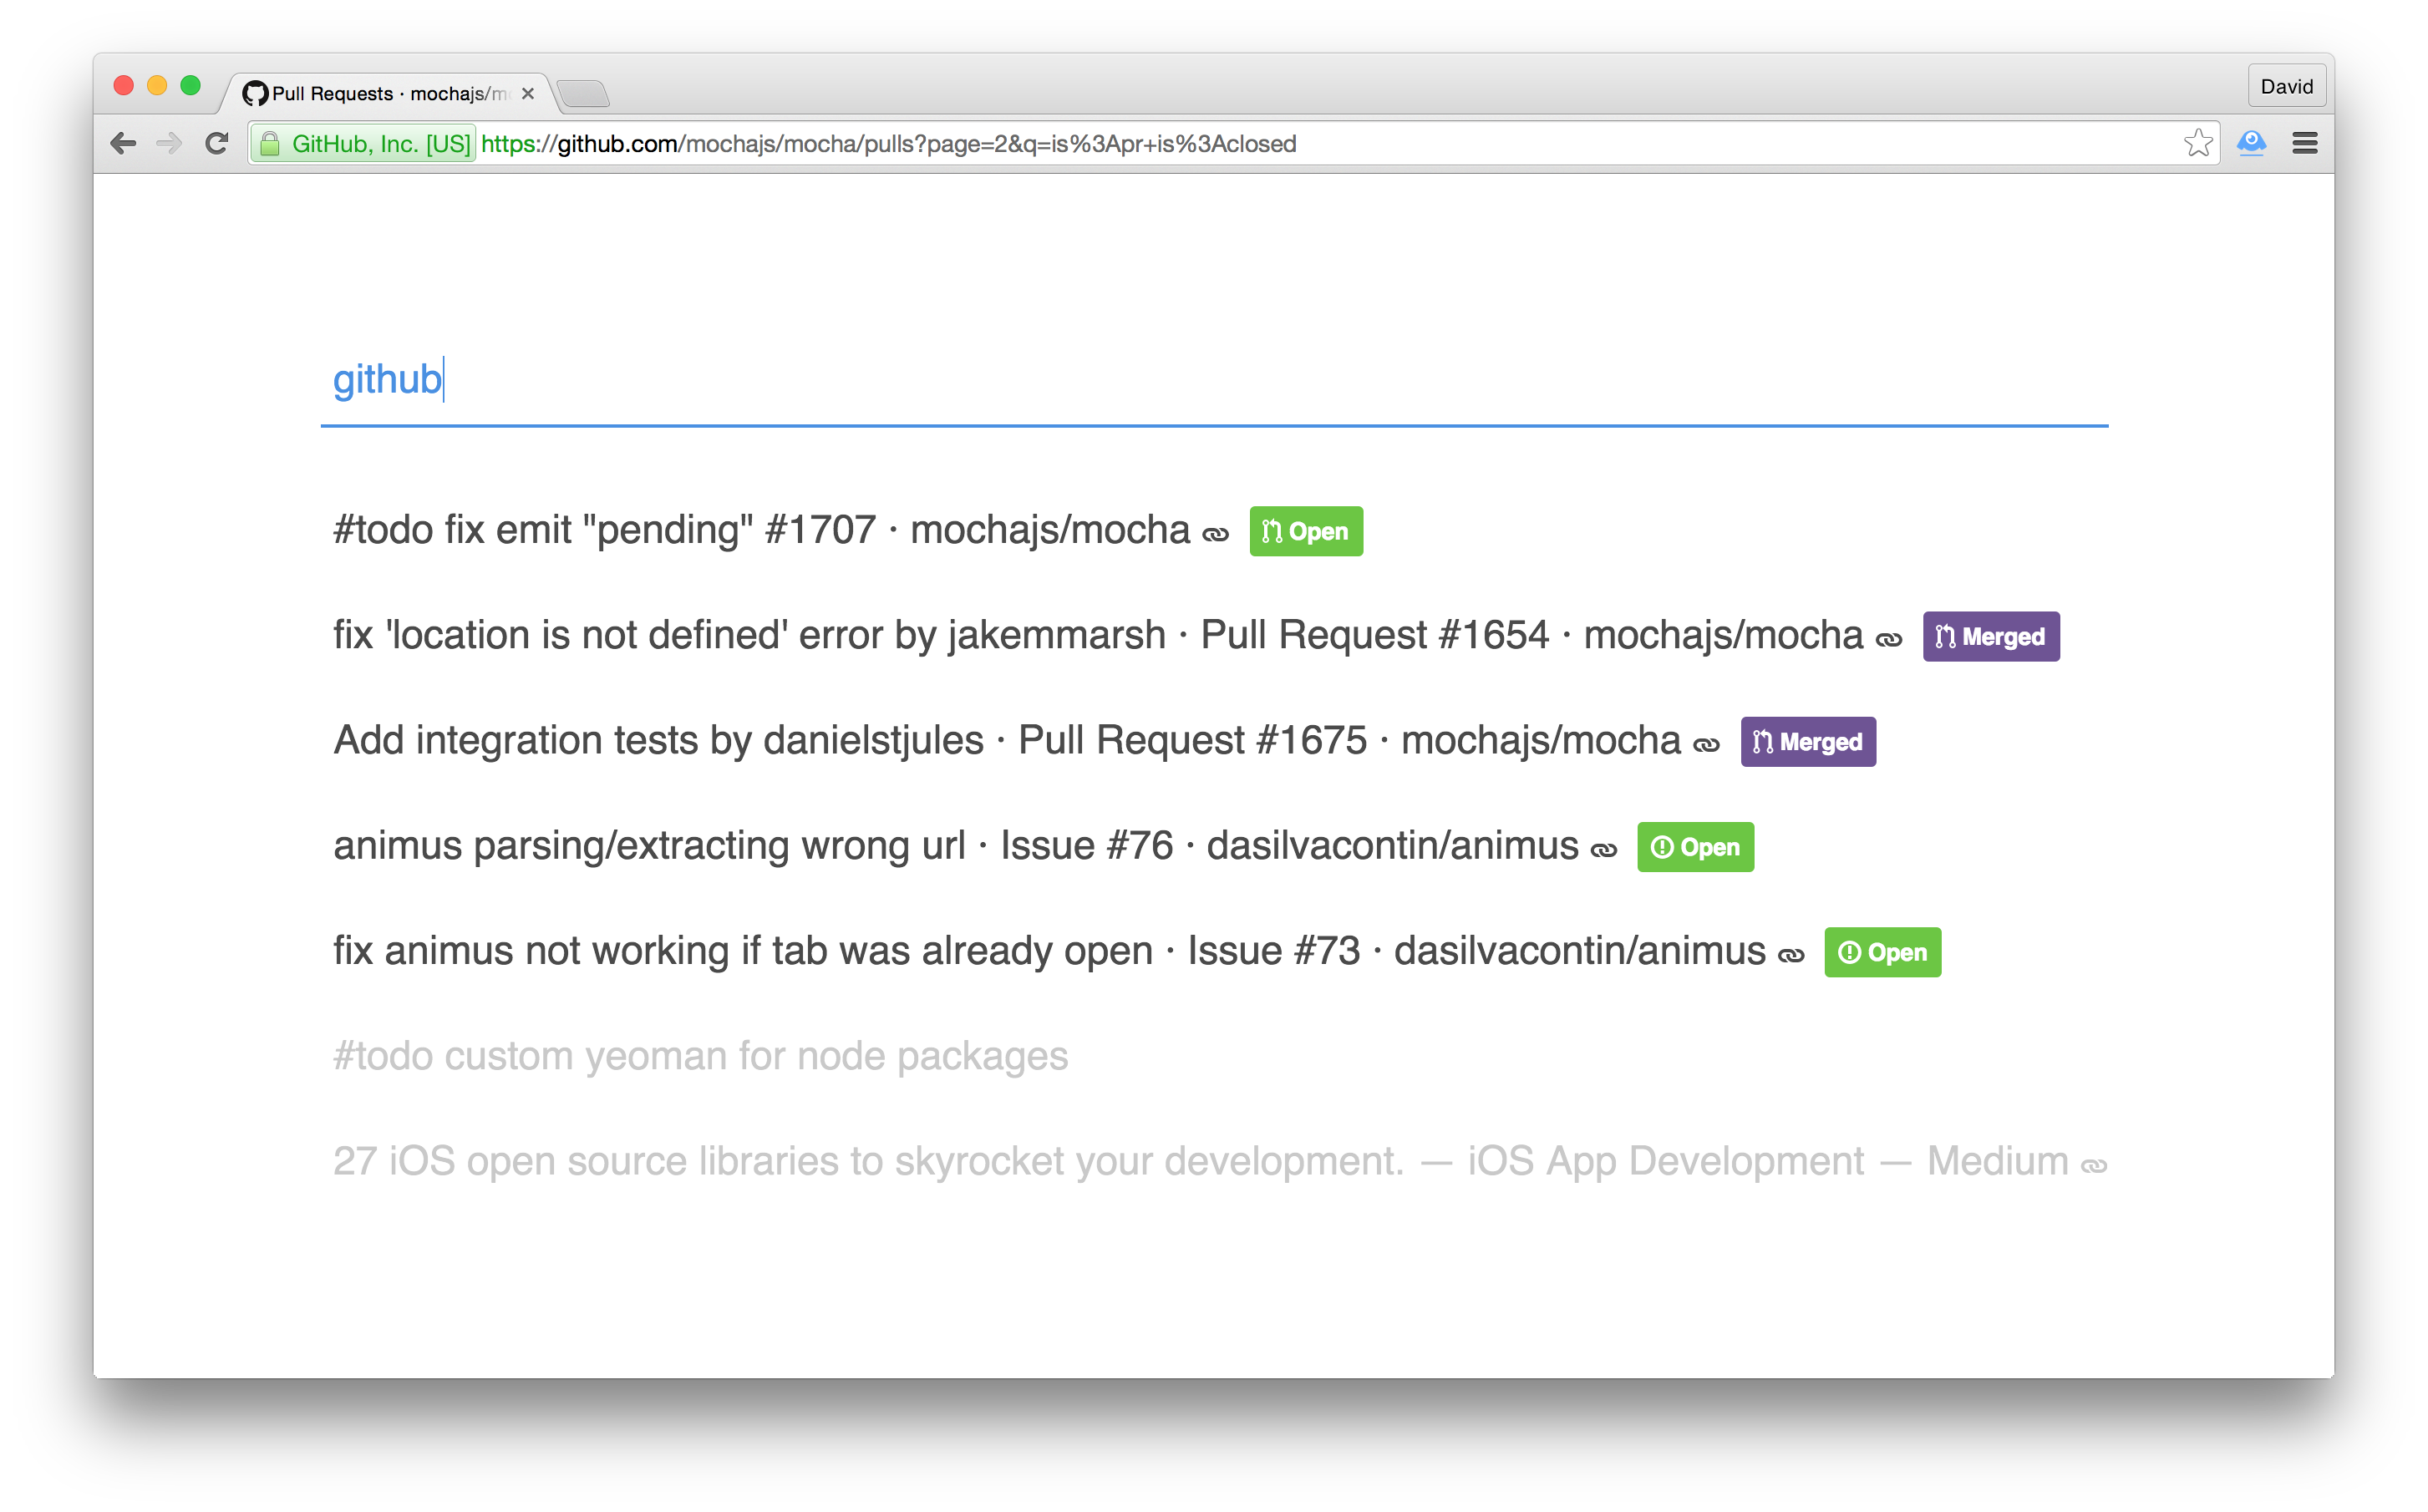 Pull Requests · mochajs/m
David
GitHub, Inc. [US] https://github.com/mochajs/mocha/pulls?page=2&q=is%3Apr+is%3Aclosed
github
#todo fix emit "pending" #1707 · mochajs/mocha Open
fix 'location is not defined' error by jakemmarsh · Pull Request #1654 · mochajs/mocha Merged
Add integration tests by danielstjules · Pull Request #1675 · mochajs/mocha Merged
animus parsing/extracting wrong url · Issue #76 · dasilvacontin/animus Open
fix animus not working if tab was already open · Issue #73 · dasilvacontin/animus Open
#todo custom yeoman for node packages
27 iOS open source libraries to skyrocket your development. — iOS App Development — Medium